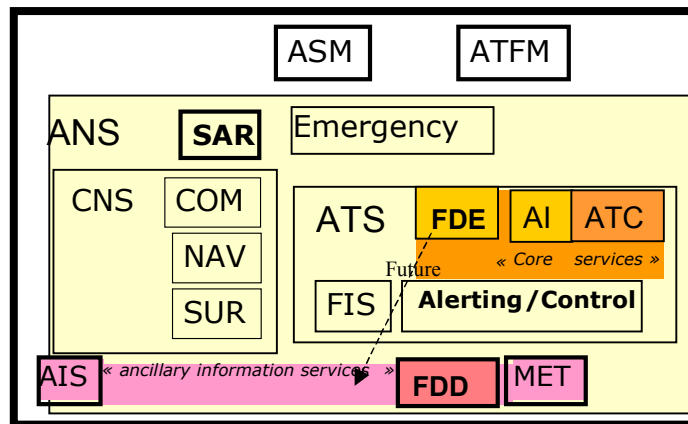 ASM ATFM
ANS SAR Emergency
CNS COM ATS FDE AI ATC
NAV « Core services »
Future
SUR FIS Alerting/Control
AIS « ancillary information services » FDD MET